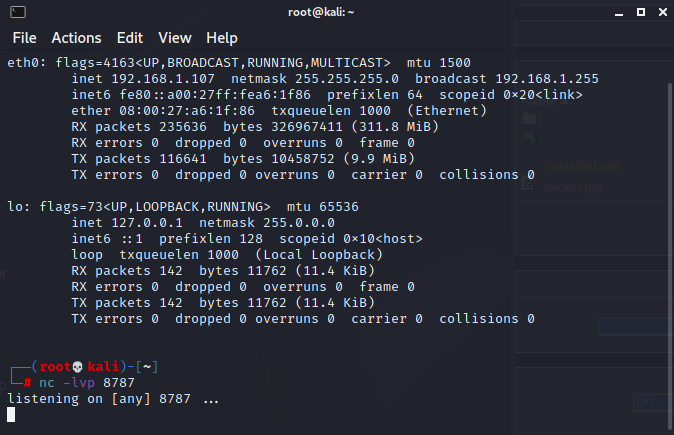 root@kali: ~
File Actions Edit View Help
eth0: flags=4163<UP,BROADCAST,RUNNING,MULTICAST>  mtu 1500
        inet 192.168.1.107  netmask 255.255.255.0  broadcast 192.168.1.255
        inet6 fe80::a00:27ff:fea6:1f86  prefixlen 64  scopeid 0×20<link>
        ether 08:00:27:a6:1f:86  txqueuelen 1000  (Ethernet)
        RX packets 235636  bytes 326967411 (311.8 MiB)
        RX errors 0  dropped 0  overruns 0  frame 0
        TX packets 116641  bytes 10458752 (9.9 MiB)
        TX errors 0  dropped 0 overruns 0  carrier 0  collisions 0
lo: flags=73<UP,LOOPBACK,RUNNING>  mtu 65536
        inet 127.0.0.1  netmask 255.0.0.0
        inet6 ::1  prefixlen 128  scopeid 0×10<host>
        loop  txqueuelen 1000  (Local Loopback)
        RX packets 142  bytes 11762 (11.4 KiB)
        RX errors 0  dropped 0  overruns 0  frame 0
        TX packets 142  bytes 11762 (11.4 KiB)
        TX errors 0  dropped 0 overruns 0  carrier 0  collisions 0
┌──(root💀kali)-[~]
└─# nc -lvp 8787
listening on [any] 8787 ...